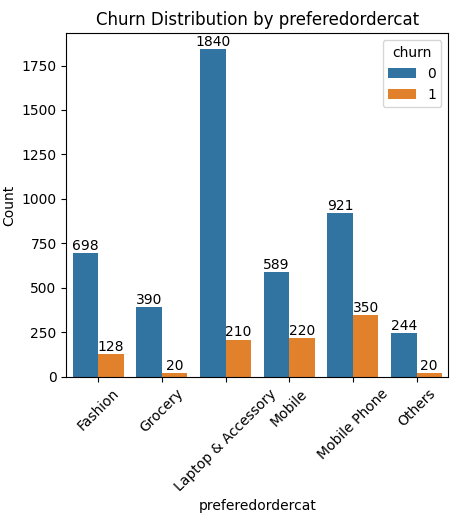 Churn Distribution by preferedordercat
churn
0
1
Count
1750
1500
1250
1000
750
500
250
0
698
128
390
20
1840
210
589
220
921
350
244
20
Fashion
Grocery
Laptop & Accessory
Mobile
Mobile Phone
Others
preferedordercat